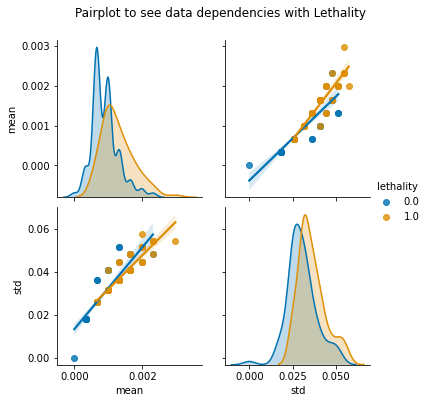 Pairplot to see data dependencies with Lethality
0.003
0.002
0.001
0.000
mean
lethality
0.0
1.0
0.06
0.04
0.02
0.00
std
0.000 0.002
mean
0.000 0.025 0.050
std